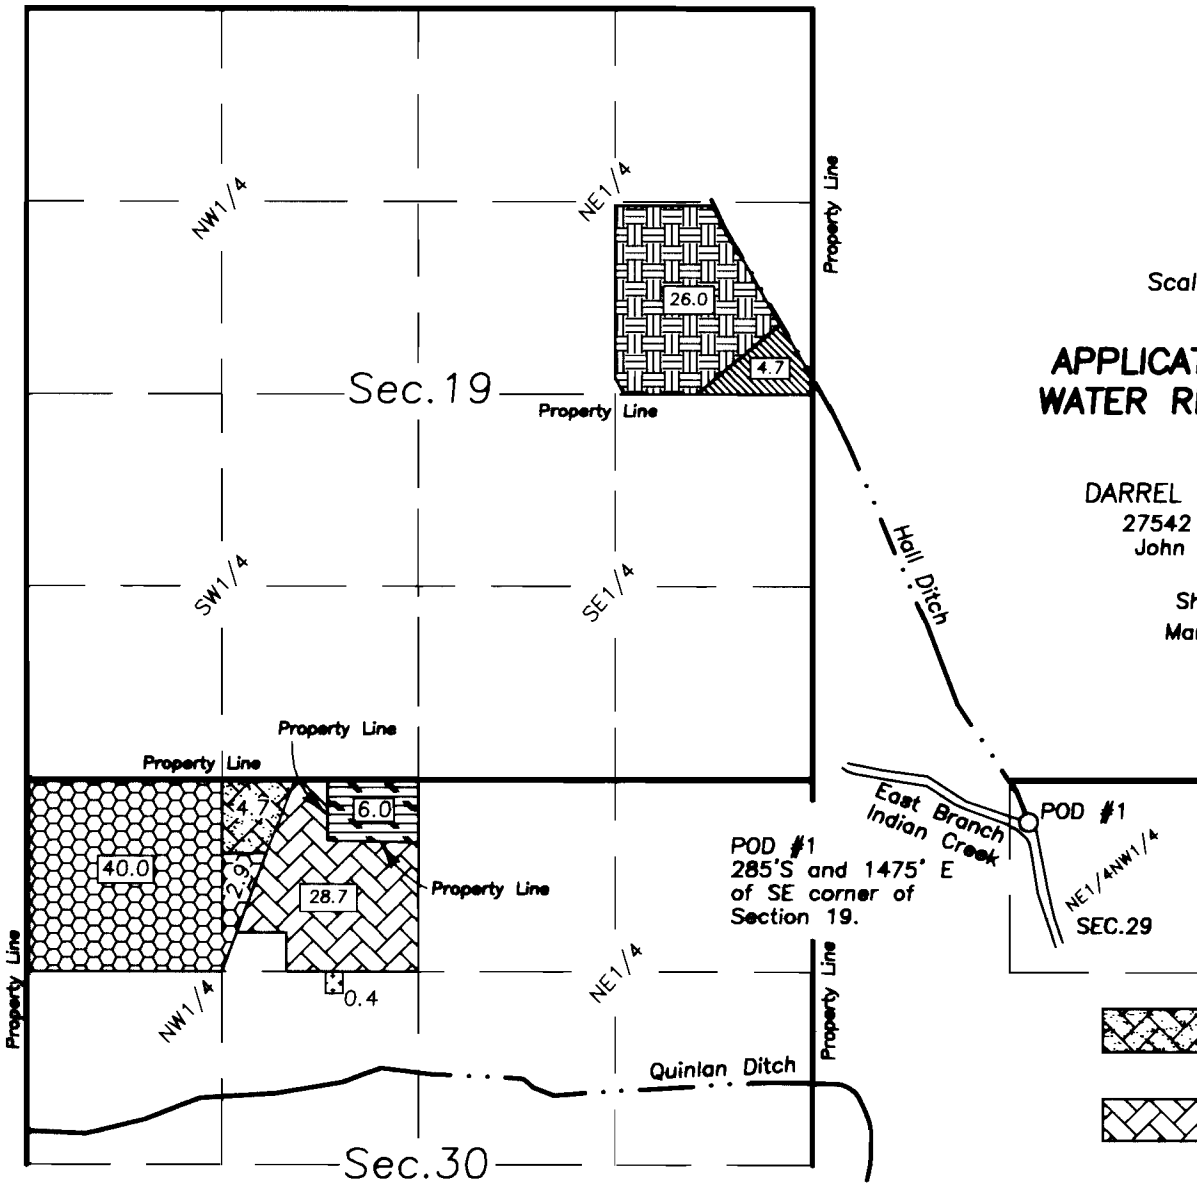 NW1/4
NE1/4
Property Line
26.0
4.7
Sec.19
Property Line
Scal
APPLICAT
WATER R
DARREL
27542
John
Sh
Mar
Hall Ditch
SW1/4
SE1/4
Property Line
Property Line
4.7
6.0
40.0
2.9
28.7
Property Line
0.4
NW1/4
NE1/4
Property Line
Property Line
East Branch
Indian Creek
POD #1
POD #1
285'S and 1475' E
of SE corner of
Section 19.
NE1/4NW1/4
SEC.29
Quinlan Ditch
Sec.30